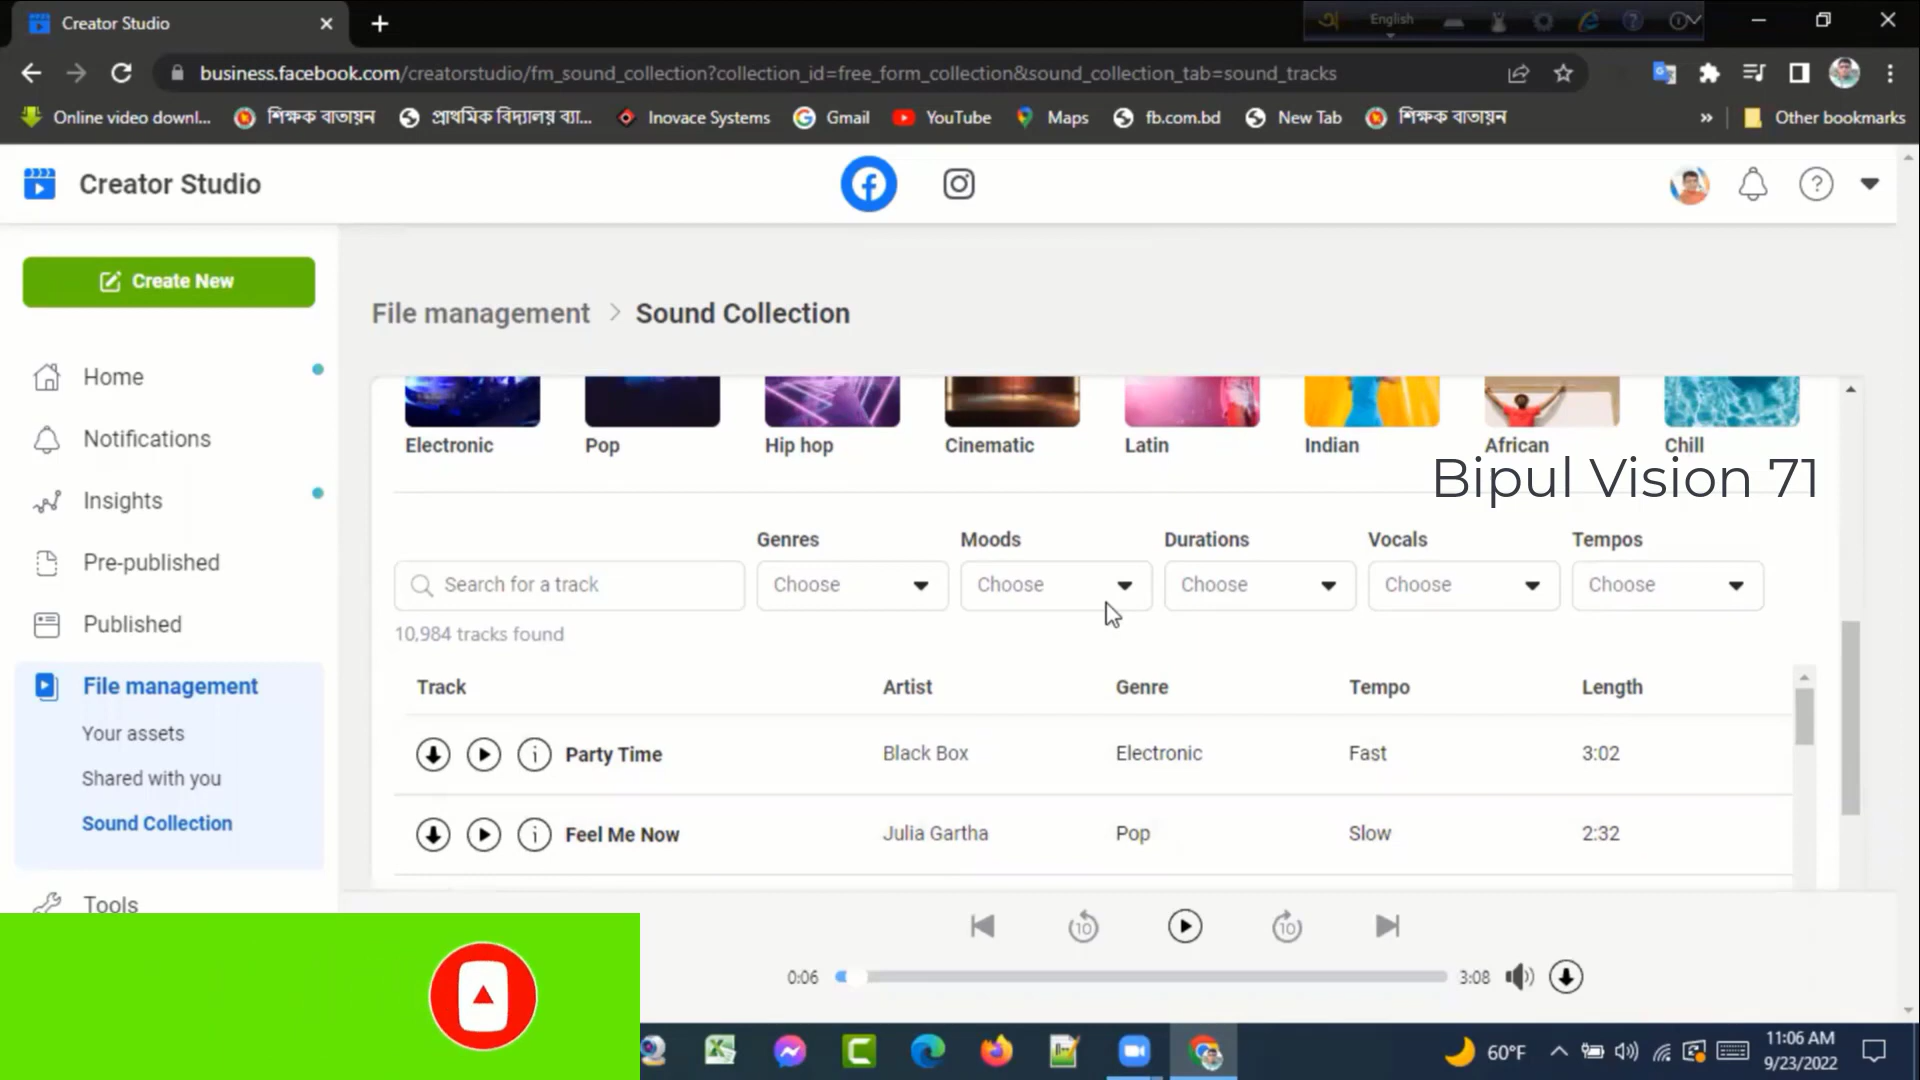 Creator Studio
English
business.facebook.com/creatorstudio/fm_sound_collection?collection_id=free_form_collection&sound_collection_tab=sound_tracks
Online video downl... শিক্ষক বাতায়ন প্রাথমিক বিদ্যালয় ব্যা... Inovace Systems Gmail YouTube Maps fb.com.bd New Tab শিক্ষক বাতায়ন » Other bookmarks
Creator Studio
Create New
Home
Notifications
Insights
Pre-published
Published
File management
Your assets
Shared with you
Sound Collection
Tools
File management > Sound Collection
Electronic Pop Hip hop Cinematic Latin Indian African Chill
Bipul Vision 71
Genres Moods Durations Vocals Tempos
Search for a track Choose Choose Choose Choose Choose
10,984 tracks found
Track Artist Genre Tempo Length
Party Time Black Box Electronic Fast 3:02
Feel Me Now Julia Gartha Pop Slow 2:32
10 10
0:06 3:08
60°F 11:06 AM
9/23/2022